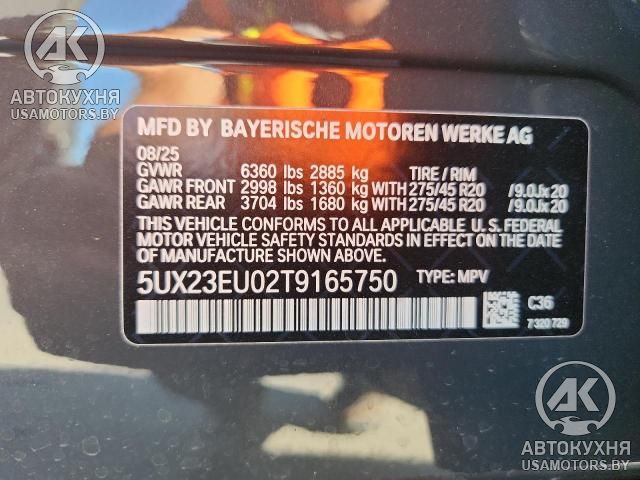 AK
АВТОКУХНЯ
USAMOTORS.BY
MFD BY BAYERISCHE MOTOREN WERKE AG
08/25
GVWR 6360 lbs 2885 kg TIRE / RIM
GAWR FRONT 2998 lbs 1360 kg WITH 275/45 R20 /9.0Jx20
GAWR REAR 3704 lbs 1680 kg WITH 275/45 R20 /9.0Jx20
THIS VEHICLE CONFORMS TO ALL APPLICABLE U.S. FEDERAL
MOTOR VEHICLE SAFETY STANDARDS IN EFFECT ON THE DATE
OF MANUFACTURE SHOWN ABOVE.
5UX23EU02T9165750 TYPE: MPV
C36
7320729
AK
АВТОКУХНЯ
USAMOTORS.BY